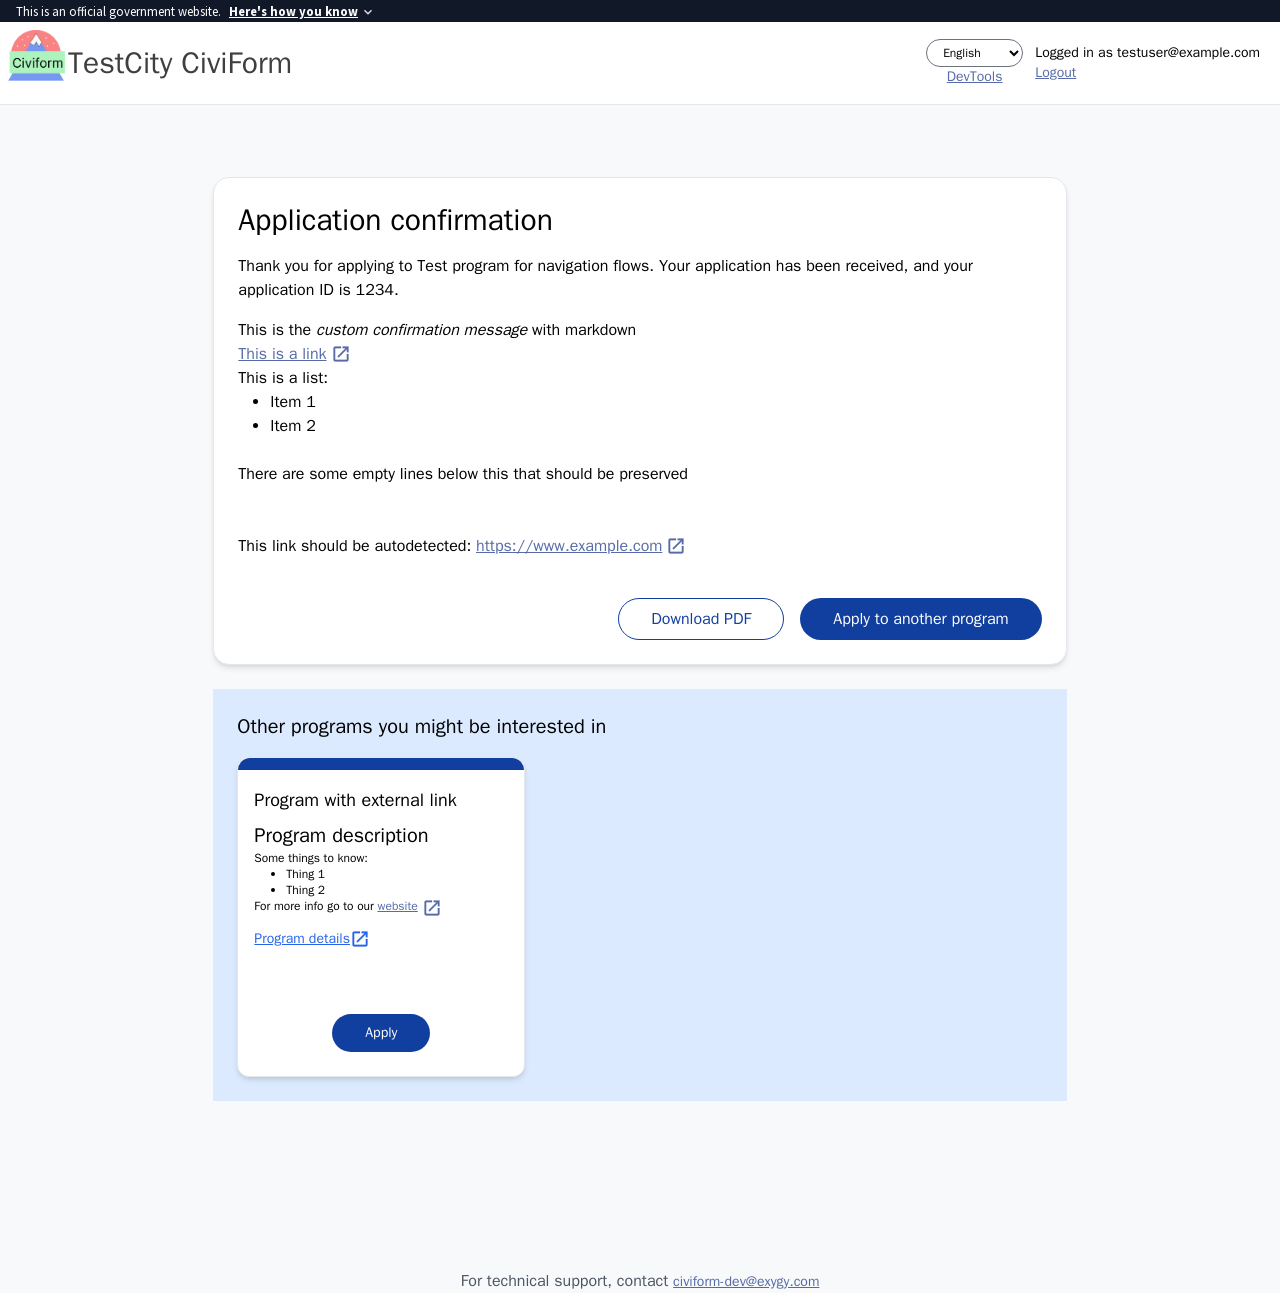 This is an official government website. Here's how you know
Civiform
TestCity CiviForm
English
DevTools
Logged in as testuser@example.com
Logout
Application confirmation
Thank you for applying to Test program for navigation flows. Your application has been received, and your
application ID is 1234.
This is the custom confirmation message with markdown
This is a link
This is a list:
• Item 1
• Item 2
There are some empty lines below this that should be preserved
This link should be autodetected: https://www.example.com
Download PDF
Apply to another program
Other programs you might be interested in
Program with external link
Program description
Some things to know:
• Thing 1
• Thing 2
For more info go to our website
Program details
Apply
For technical support, contact civiform-dev@exygy.com